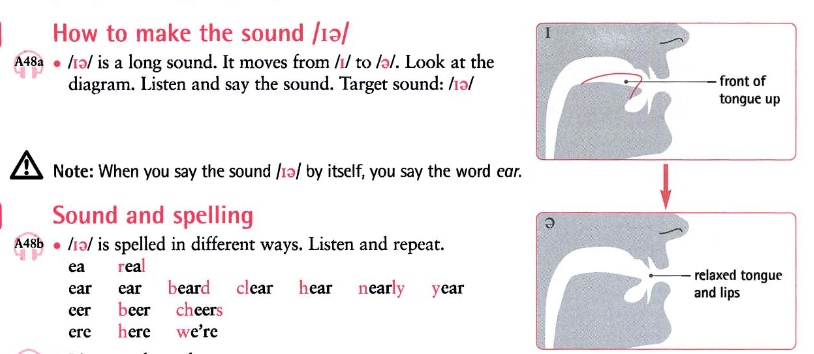 How to make the sound /ɪə/
A48a • /ɪə/ is a long sound. It moves from /ɪ/ to /ə/. Look at the
diagram. Listen and say the sound. Target sound: /ɪə/
ɪ
front of
tongue up
Note: When you say the sound /ɪə/ by itself, you say the word ear.
Sound and spelling
A48b • /ɪə/ is spelled in different ways. Listen and repeat.
ea real
ear ear beard clear hear nearly year
eer beer cheers
ere here we're
ə
relaxed tongue
and lips